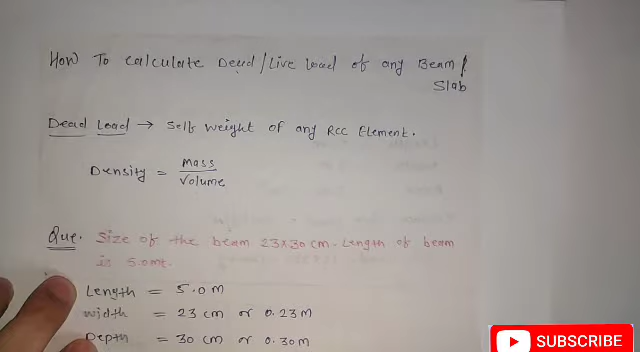 How To Calculate Dead/Live Load of any Beam/
Slab
Dead Load → Self weight of any RCC Element.
Density = Mass
Volume
Que. Size of the beam 23×30 cm. Length of beam
is 5.0mt.
Length = 5.0 M
Width = 23 cm or 0.23M
Depth = 30 cm or 0.30M
SUBSCRIBE